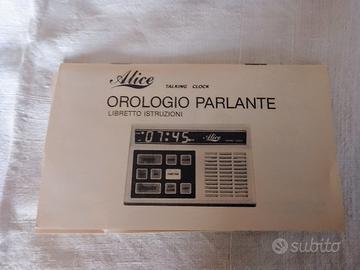 Alice TALKING CLOCK
OROLOGIO PARLANTE
LIBRETTO ISTRUZIONI
07:45
Alice
subito